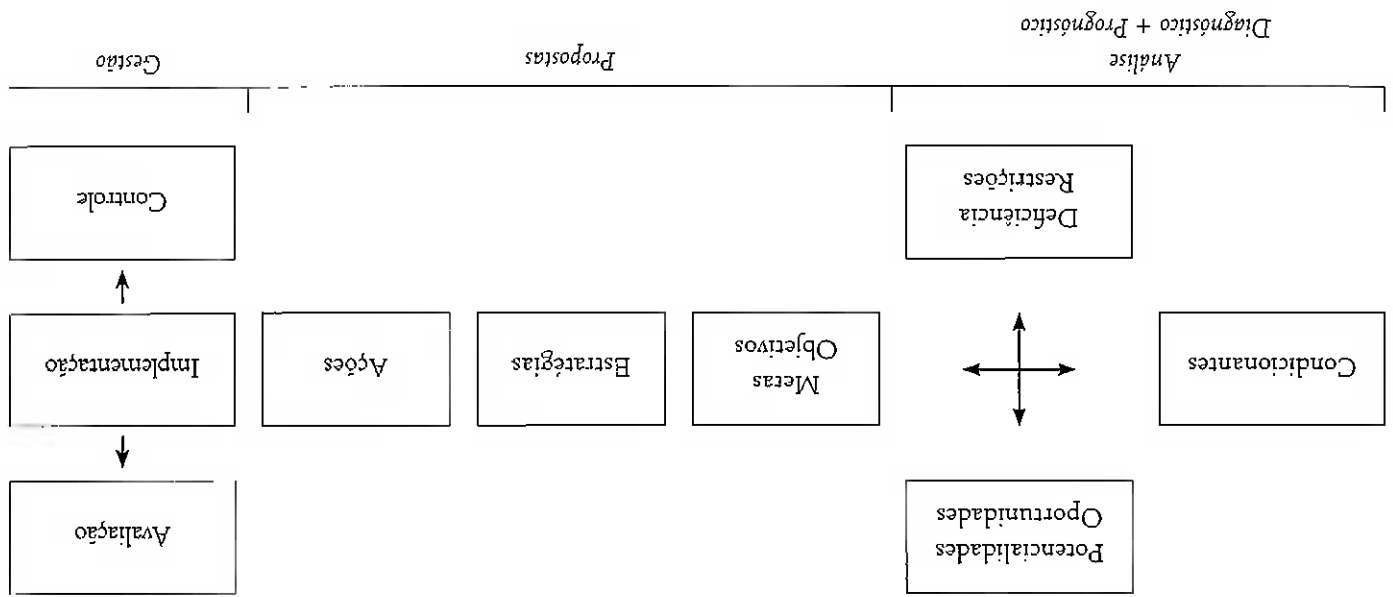 Potencialidades
Oportunidades
Avaliação
Condicionantes
Metas
Objetivos
Estratégias
Ações
Implementação
Deficiência
Restrições
Controle
Análise
Diagnóstico + Prognóstico
Propostas
Gestão